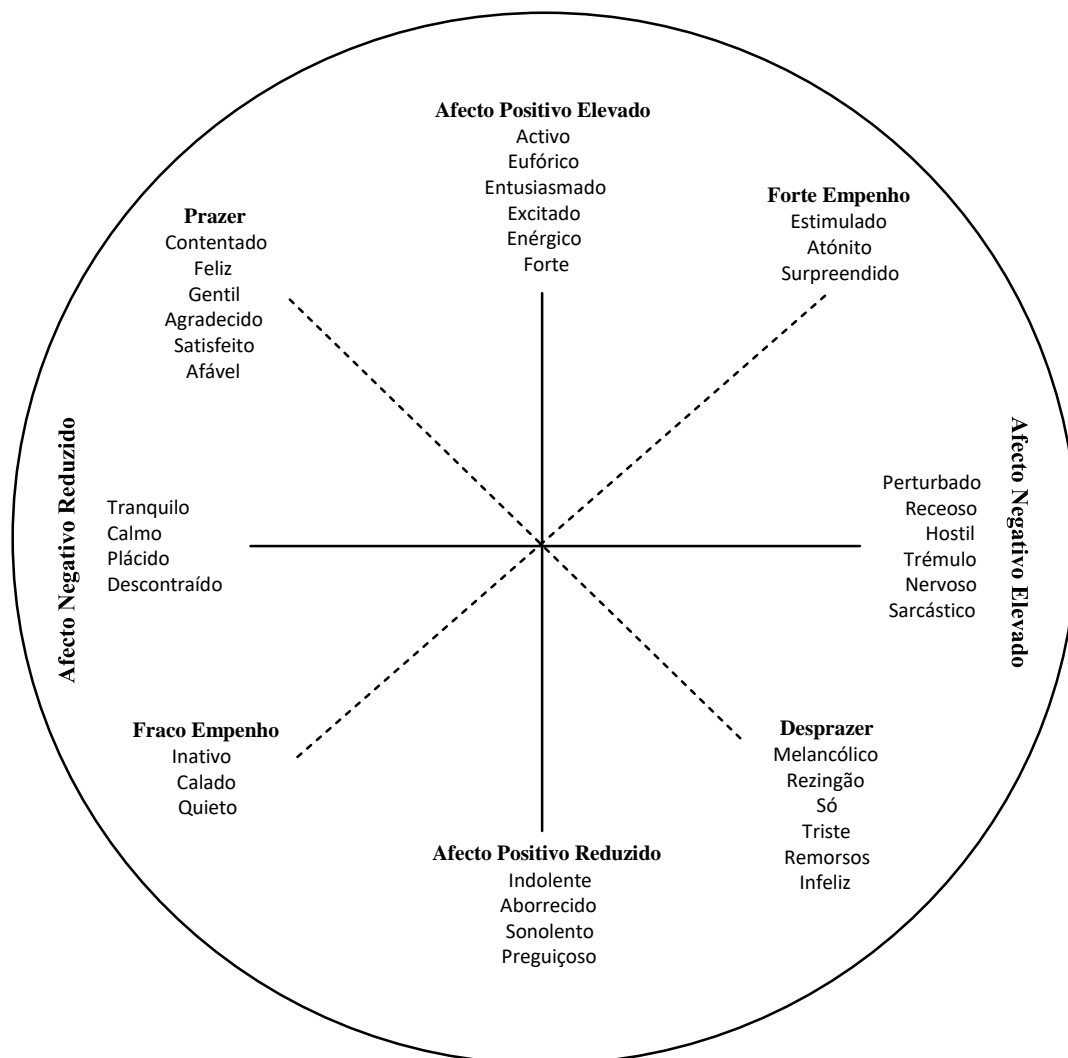 Afecto Positivo Elevado
Activo
Eufórico
Entusiasmado
Excitado
Enérgico
Forte
Prazer
Contentado
Feliz
Gentil
Agradecido
Satisfeito
Afável
Forte Empenho
Estimulado
Atónito
Surpreendido
Afecto Negativo Reduzido
Tranquilo
Calmo
Plácido
Descontraído
Perturbado
Receoso
Hostil
Trémulo
Nervoso
Sarcástico
Afecto Negativo Elevado
Fraco Empenho
Inativo
Calado
Quieto
Desprazer
Melancólico
Rezingão
Só
Triste
Remorsos
Infeliz
Afecto Positivo Reduzido
Indolente
Aborrecido
Sonolento
Preguiçoso